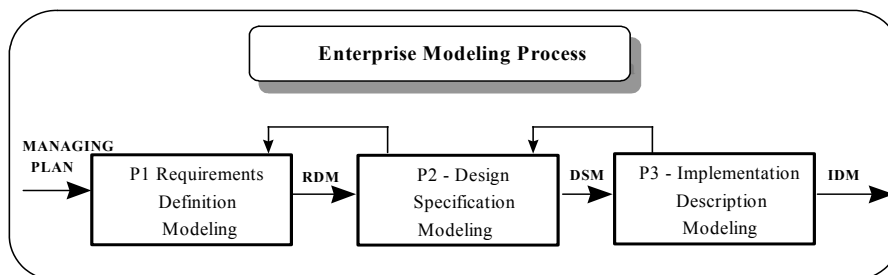 Enterprise Modeling Process
MANAGING
PLAN
P1 Requirements
Definition
Modeling
RDM
P2 - Design
Specification
Modeling
DSM
P3 - Implementation
Description
Modeling
IDM